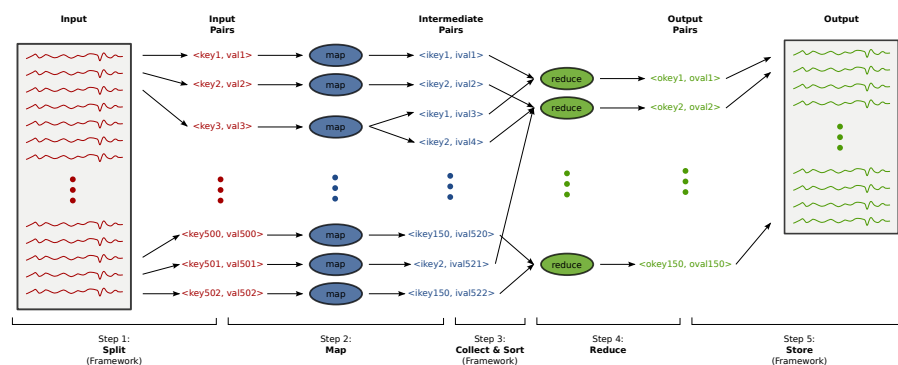 Input
Input
Pairs
Intermediate
Pairs
Output
Pairs
Output
<key1, val1>
map
<ikey1, ival1>
reduce
<okey1, oval1>
<key2, val2>
map
<ikey2, ival2>
reduce
<okey2, oval2>
<key3, val3>
map
<ikey1, ival3>
<ikey2, ival4>
<key500, val500>
map
<ikey150, ival520>
<key501, val501>
map
<ikey2, ival521>
reduce
<okey150, oval150>
<key502, val502>
map
<ikey150, ival522>
Step 1:
Split
(Framework)
Step 2:
Map
Step 3:
Collect & Sort
(Framework)
Step 4:
Reduce
Step 5:
Store
(Framework)